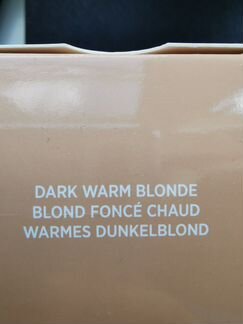 DARK WARM BLONDE
BLOND FONCÉ CHAUD
WARMES DUNKELBLOND